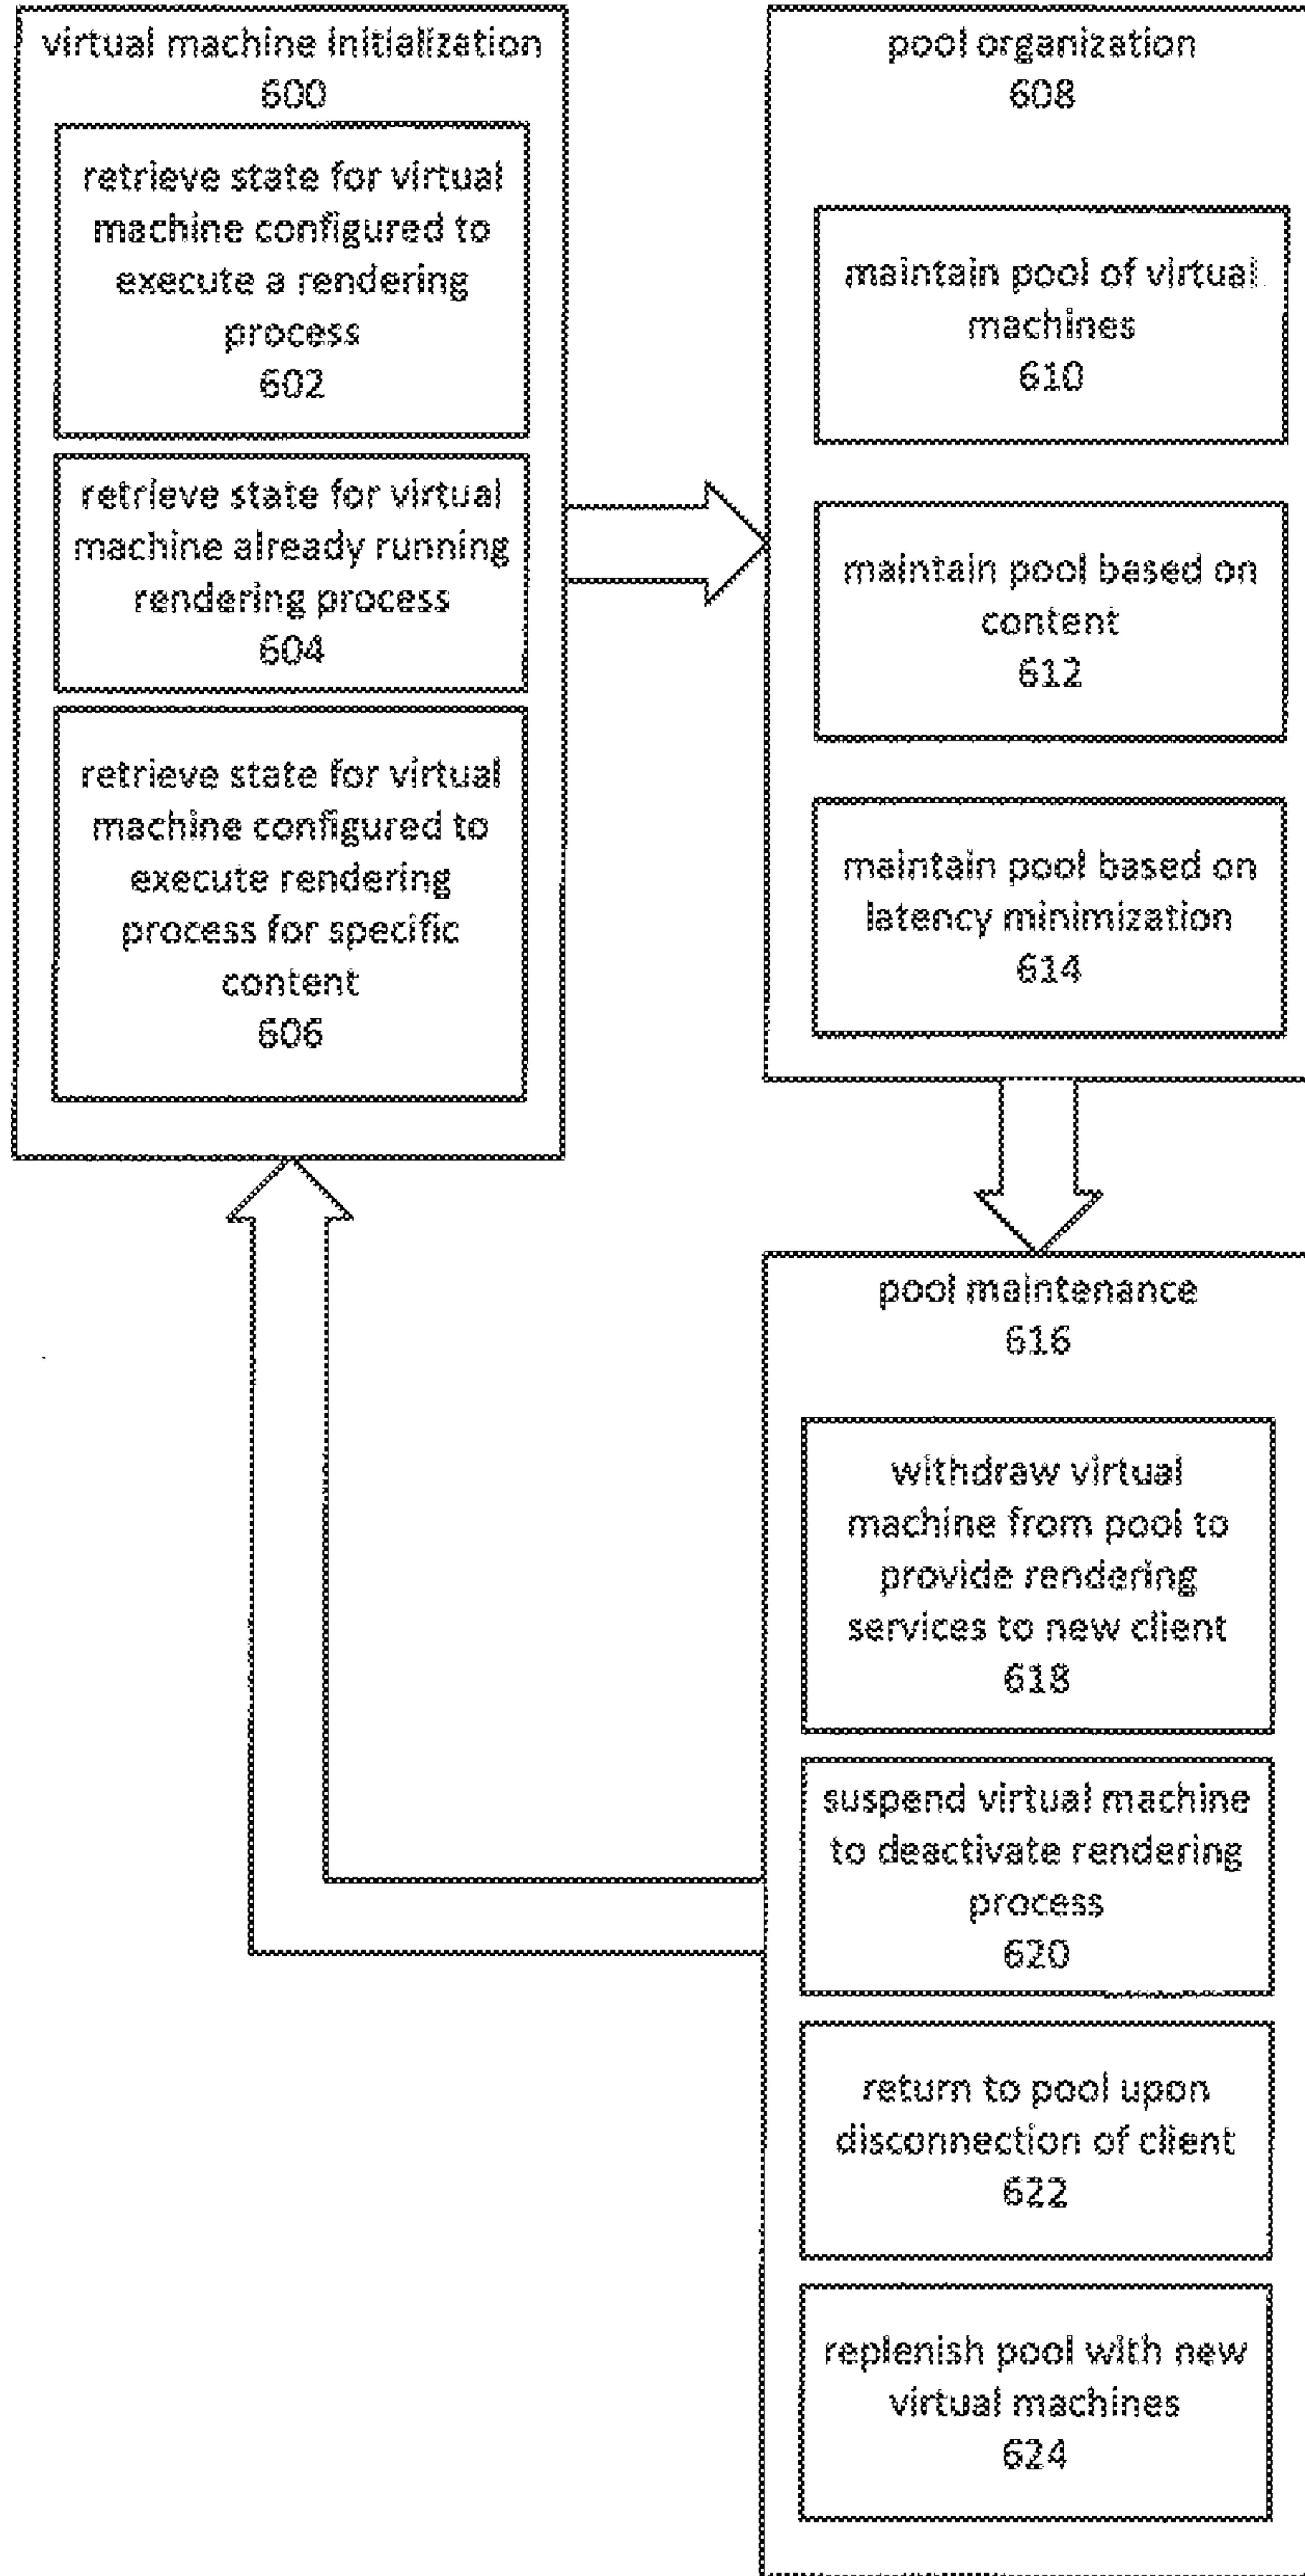 virtual machine initialization
600
retrieve state for virtual
machine configured to
execute a rendering
process
602
retrieve state for virtual
machine already running
rendering process
604
retrieve state for virtual
machine configured to
execute rendering
process for specific
content
606
pool organization
608
maintain pool of virtual
machines
610
maintain pool based on
content
612
maintain pool based on
latency minimization
614
pool maintenance
616
withdraw virtual
machine from pool to
provide rendering
services to new client
618
suspend virtual machine
to deactivate rendering
process
620
return to pool upon
disconnection of client
622
replenish pool with new
virtual machines
624